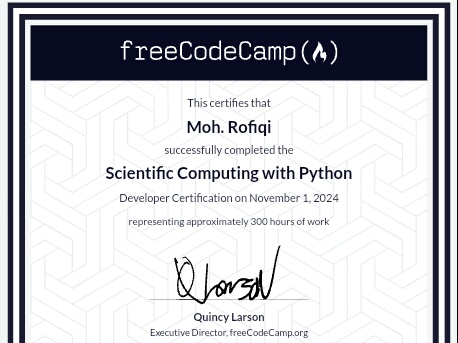 freeCodeCamp(🔥)
This certifies that
Moh. Rofiqi
successfully completed the
Scientific Computing with Python
Developer Certification on November 1, 2024
representing approximately 300 hours of work
QLarson
Quincy Larson
Executive Director, freeCodeCamp.org